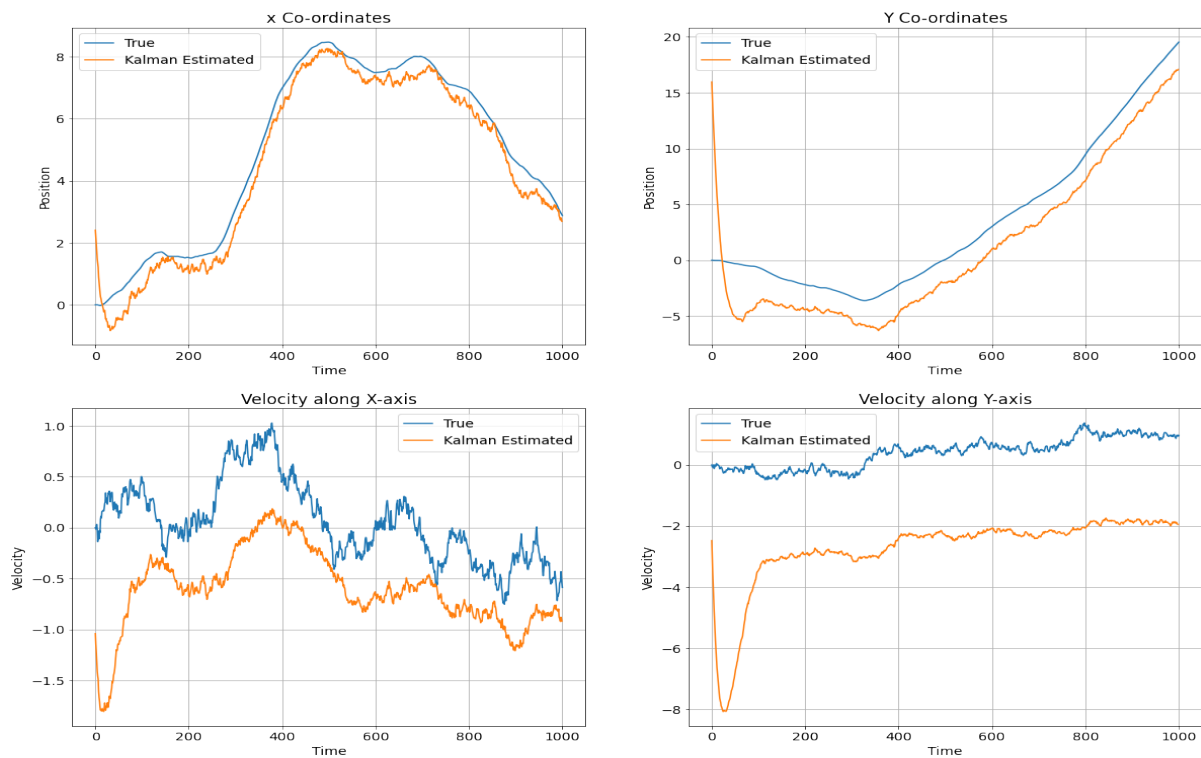 x Co-ordinates
True
Kalman Estimated
Position
8
6
4
2
0
0 200 400 600 800 1000
Time
Y Co-ordinates
True
Kalman Estimated
Position
20
15
10
5
0
−5
0 200 400 600 800 1000
Time
Velocity along X-axis
True
Kalman Estimated
Velocity
1.0
0.5
0.0
−0.5
−1.0
−1.5
0 200 400 600 800 1000
Time
Velocity along Y-axis
True
Kalman Estimated
Velocity
0
−2
−4
−6
−8
0 200 400 600 800 1000
Time